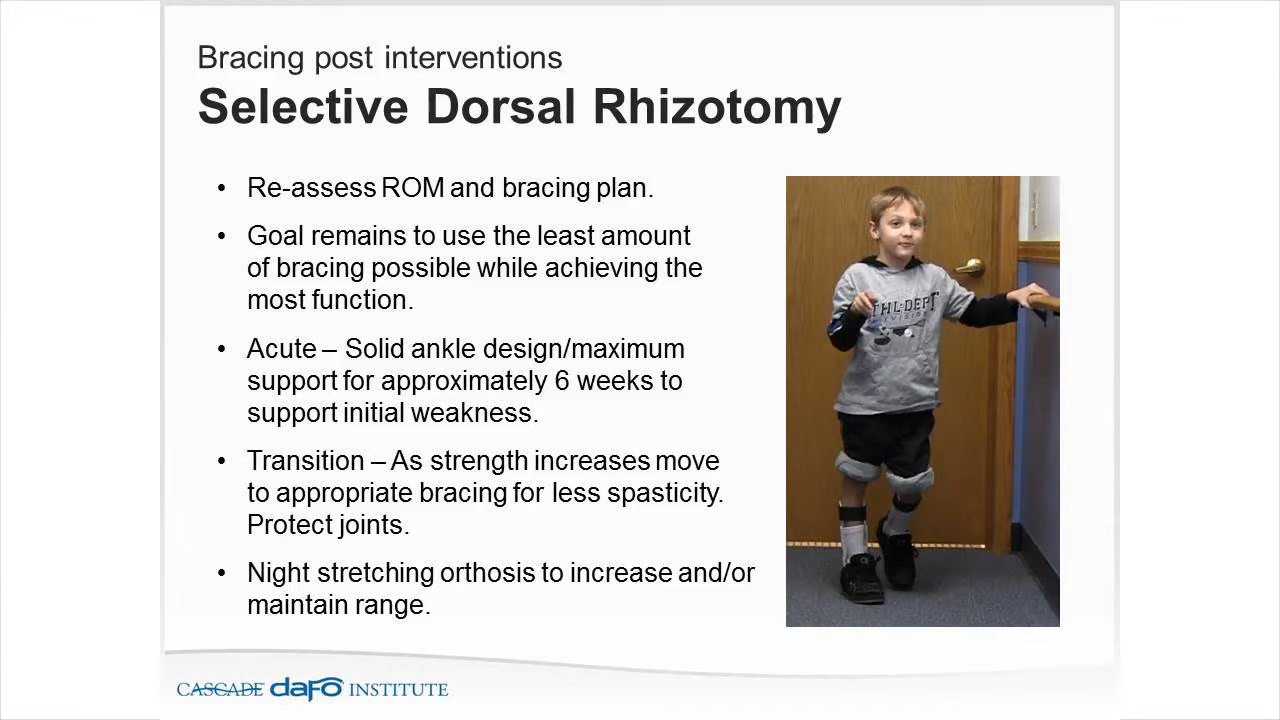 Bracing post interventions
Selective Dorsal Rhizotomy
• Re-assess ROM and bracing plan.
• Goal remains to use the least amount
of bracing possible while achieving the
most function.
• Acute – Solid ankle design/maximum
support for approximately 6 weeks to
support initial weakness.
• Transition – As strength increases move
to appropriate bracing for less spasticity.
Protect joints.
• Night stretching orthosis to increase and/or
maintain range.
THL·DEPT
CASCADE dafo INSTITUTE